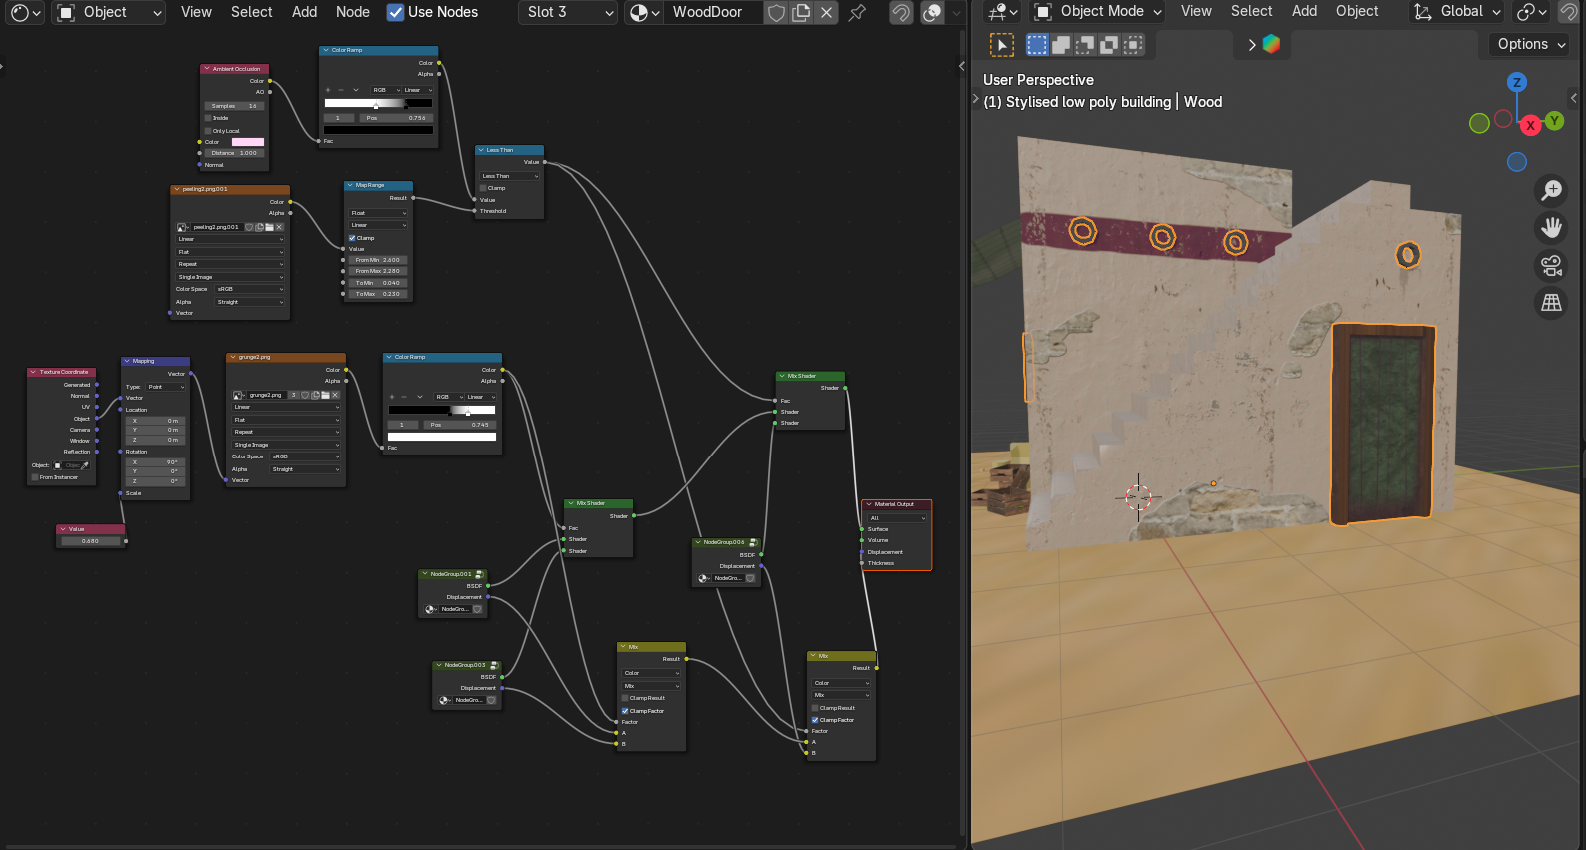 Object
View
Select
Add
Node
Use Nodes
Slot 3
WoodDoor
Ambient Occlusion
Color
AO
Samples 16
Inside
Only Local
Color
Distance 1.000
Normal
Color Ramp
Color
Alpha
RGB
Linear
1
Pos 0.756
Fac
Less Than
Value
Less Than
Clamp
Value
Threshold
peeling2.png.001
Color
Alpha
peeling2.png.001
Linear
Flat
Repeat
Single Image
Color Space sRGB
Alpha Straight
Vector
Map Range
Result
Float
Linear
Clamp
Value
From Min 2.600
From Max 2.280
To Min 0.040
To Max 0.230
Texture Coordinate
Generated
Normal
UV
Object
Camera
Window
Reflection
Object:
From Instancer
Mapping
Vector
Type: Point
Vector
Location
X 0 m
Y 0 m
Z 0 m
Rotation
X 90°
Y 0°
Z 0°
Scale
Value
0.680
grunge2.png
Color
Alpha
grunge2.png 3
Linear
Flat
Repeat
Single Image
Color Space sRGB
Alpha Straight
Vector
Color Ramp
Color
Alpha
RGB
Linear
1
Pos 0.745
Fac
Mix Shader
Shader
Fac
Shader
Shader
NodeGroup.001
BSDF
Displacement
NodeGro...
NodeGroup.003
BSDF
Displacement
NodeGro...
Mix
Result
Color
Mix
Clamp Result
Clamp Factor
Factor
A
B
NodeGroup.006
BSDF
Displacement
NodeGro...
Mix Shader
Shader
Fac
Shader
Shader
Material Output
All
Surface
Volume
Displacement
Thickness
Mix
Result
Color
Mix
Clamp Result
Clamp Factor
Factor
A
B
Object Mode
View
Select
Add
Object
Global
Options
User Perspective
(1) Stylised low poly building | Wood
Z
X
Y